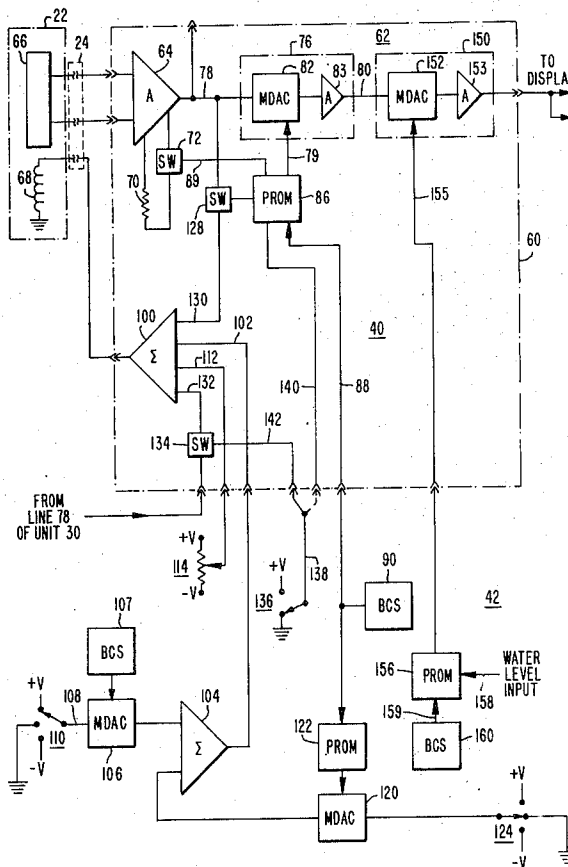 22
66
24
64
62
76
150
78
82
83
80
152
153
A
MDAC
A
MDAC
A
TO
DISPLAY
72
SW
89
79
70
68
128
SW
PROM
86
155
60
130
100
102
Σ
112
132
40
140
88
142
134
SW
FROM
LINE 78
OF UNIT 30
+V
114
-V
138
+V
136
90
BCS
42
107
BCS
156
PROM
WATER
LEVEL
INPUT
158
159
BCS
160
+V
108
MDAC
104
Σ
110
-V
106
122
PROM
MDAC
120
+V
124
-V